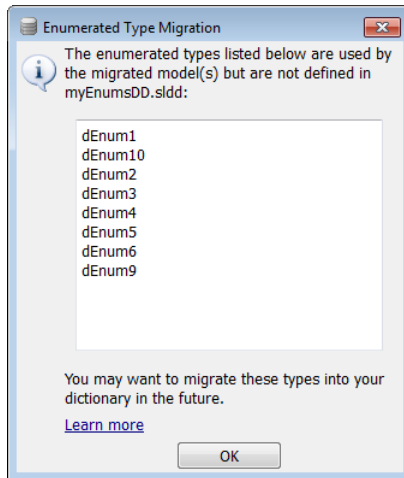 Enumerated Type Migration
The enumerated types listed below are used by
the migrated model(s) but are not defined in
myEnumsDD.sldd:
dEnum1
dEnum10
dEnum2
dEnum3
dEnum4
dEnum5
dEnum6
dEnum9
You may want to migrate these types into your
dictionary in the future.
Learn more
OK